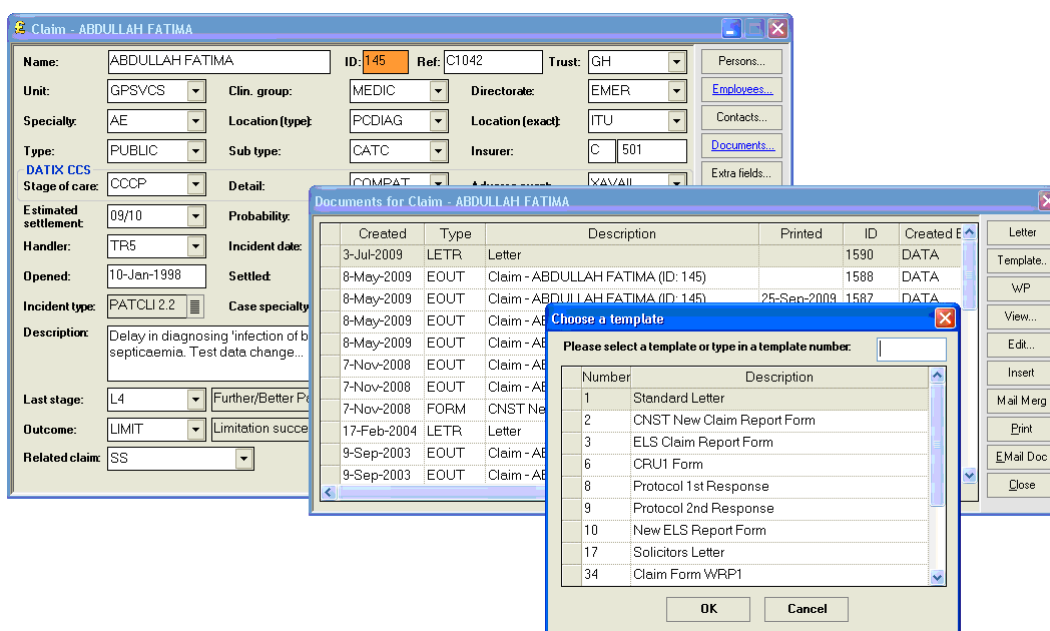 Claim - ABDULLAH FATIMA
Name: ABDULLAH FATIMA ID: 145 Ref: C1042 Trust: GH Persons...
Unit: GPSVCS Clin. group: MEDIC Directorate: EMER Employees...
Specialty: AE Location (type): PCDIAG Location (exact): ITU Contacts...
Type: PUBLIC Sub type: CATC Insurer: C 501 Documents...
DATIX CCS
Stage of care: CCCP Detail: COMPAT XAVAIL Extra fields...
Estimated settlement: 09/10 Probability:
Handler: TR5 Incident date:
Opened: 10-Jan-1998 Settled:
Incident type: PATCLI 2.2 Case specialty
Description: Delay in diagnosing 'infection of b
septicaemia. Test data change...
Last stage: L4 Further/Better Pa
Outcome: LIMIT Limitation succe
Related claim: SS
Documents for Claim - ABDULLAH FATIMA
Created Type Description Printed ID Created B
3-Jul-2009 LETR Letter 1590 DATA
8-May-2009 EOUT Claim - ABDULLAH FATIMA (ID: 145) 1588 DATA
8-May-2009 EOUT Claim - ABDULLAH FATIMA (ID: 145) 25-Sep-2009 1587 DATA
8-May-2009 EOUT Claim - AB
8-May-2009 EOUT Claim - AB
7-Nov-2008 EOUT Claim - AB
7-Nov-2008 EOUT Claim - AB
7-Nov-2008 FORM CNST Ne
17-Feb-2004 LETR Letter
9-Sep-2003 EOUT Claim - AB
9-Sep-2003 EOUT Claim - AB
Letter
Template..
WP
View...
Edit...
Insert
Mail Merg
Print
EMail Doc
Close
Choose a template
Please select a template or type in a template number:
Number Description
1 Standard Letter
2 CNST New Claim Report Form
3 ELS Claim Report Form
6 CRU1 Form
8 Protocol 1st Response
9 Protocol 2nd Response
10 New ELS Report Form
17 Solicitors Letter
34 Claim Form WRP1
OK Cancel